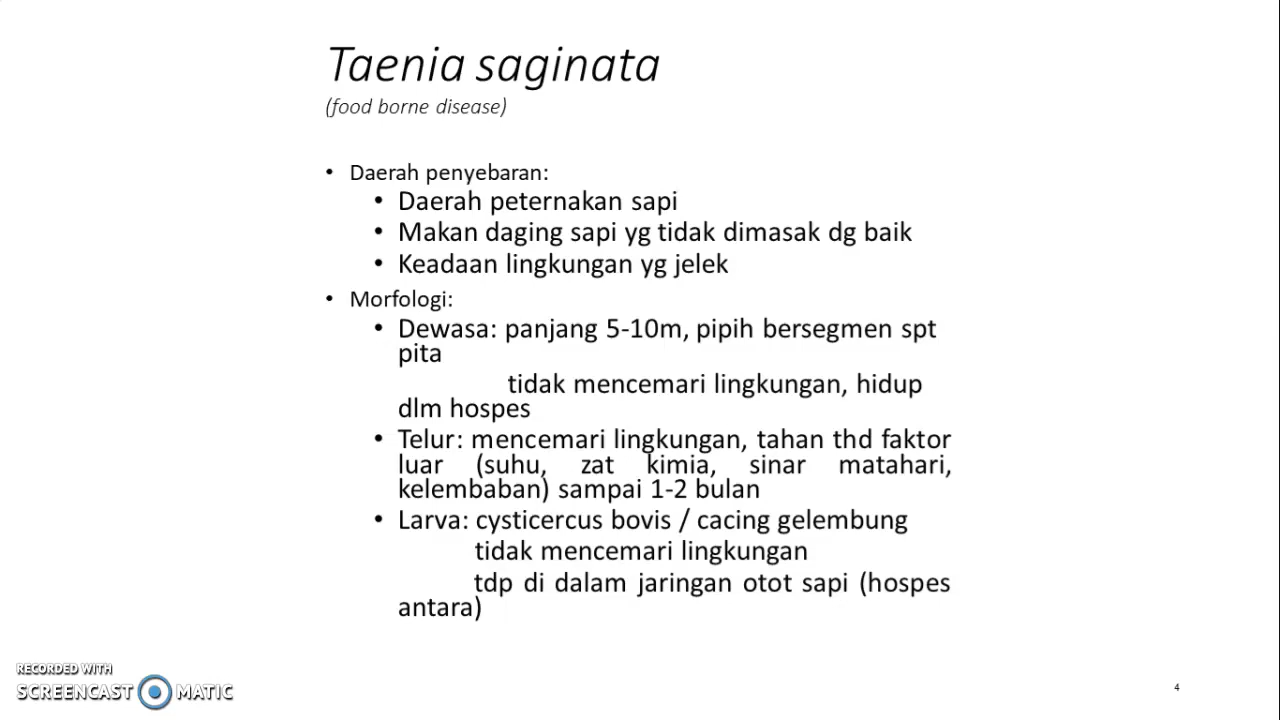 Taenia saginata
(food borne disease)
• Daerah penyebaran:
• Daerah peternakan sapi
• Makan daging sapi yg tidak dimasak dg baik
• Keadaan lingkungan yg jelek
• Morfologi:
• Dewasa: panjang 5-10m, pipih bersegmen spt
pita
tidak mencemari lingkungan, hidup
dlm hospes
• Telur: mencemari lingkungan, tahan thd faktor
luar (suhu, zat kimia, sinar matahari,
kelembaban) sampai 1-2 bulan
• Larva: cysticercus bovis / cacing gelembung
tidak mencemari lingkungan
tdp di dalam jaringan otot sapi (hospes
antara)
RECORDED WITH
SCREENCAST MATIC
4